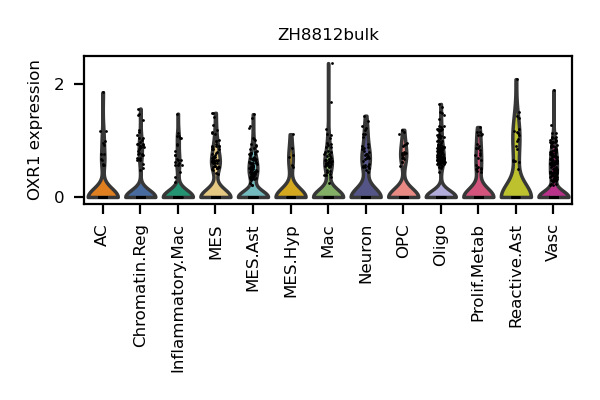 ZH8812bulk
OXR1 expression
2
0
AC
Chromatin.Reg
Inflammatory.Mac
MES
MES.Ast
MES.Hyp
Mac
Neuron
OPC
Oligo
Prolif.Metab
Reactive.Ast
Vasc